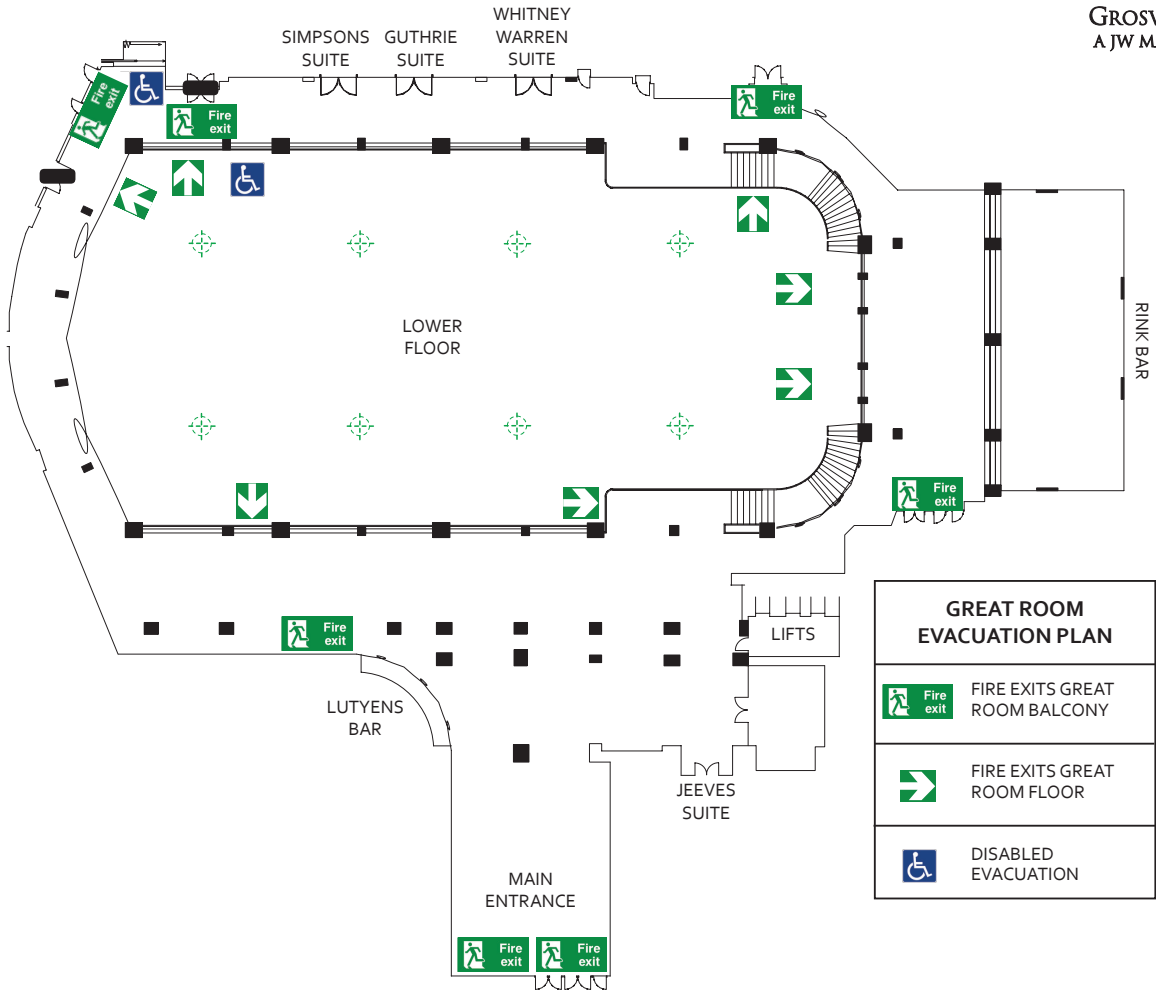 GROSV
A JW M
SIMPSONS
SUITE
GUTHRIE
SUITE
WHITNEY
WARREN
SUITE
Fire
exit
Fire
exit
Fire
exit
LOWER
FLOOR
RINK BAR
Fire
exit
Fire
exit
LIFTS
LUTYENS
BAR
JEEVES
SUITE
MAIN
ENTRANCE
Fire
exit
Fire
exit
GREAT ROOM
EVACUATION PLAN
Fire
exit
FIRE EXITS GREAT
ROOM BALCONY
FIRE EXITS GREAT
ROOM FLOOR
DISABLED
EVACUATION